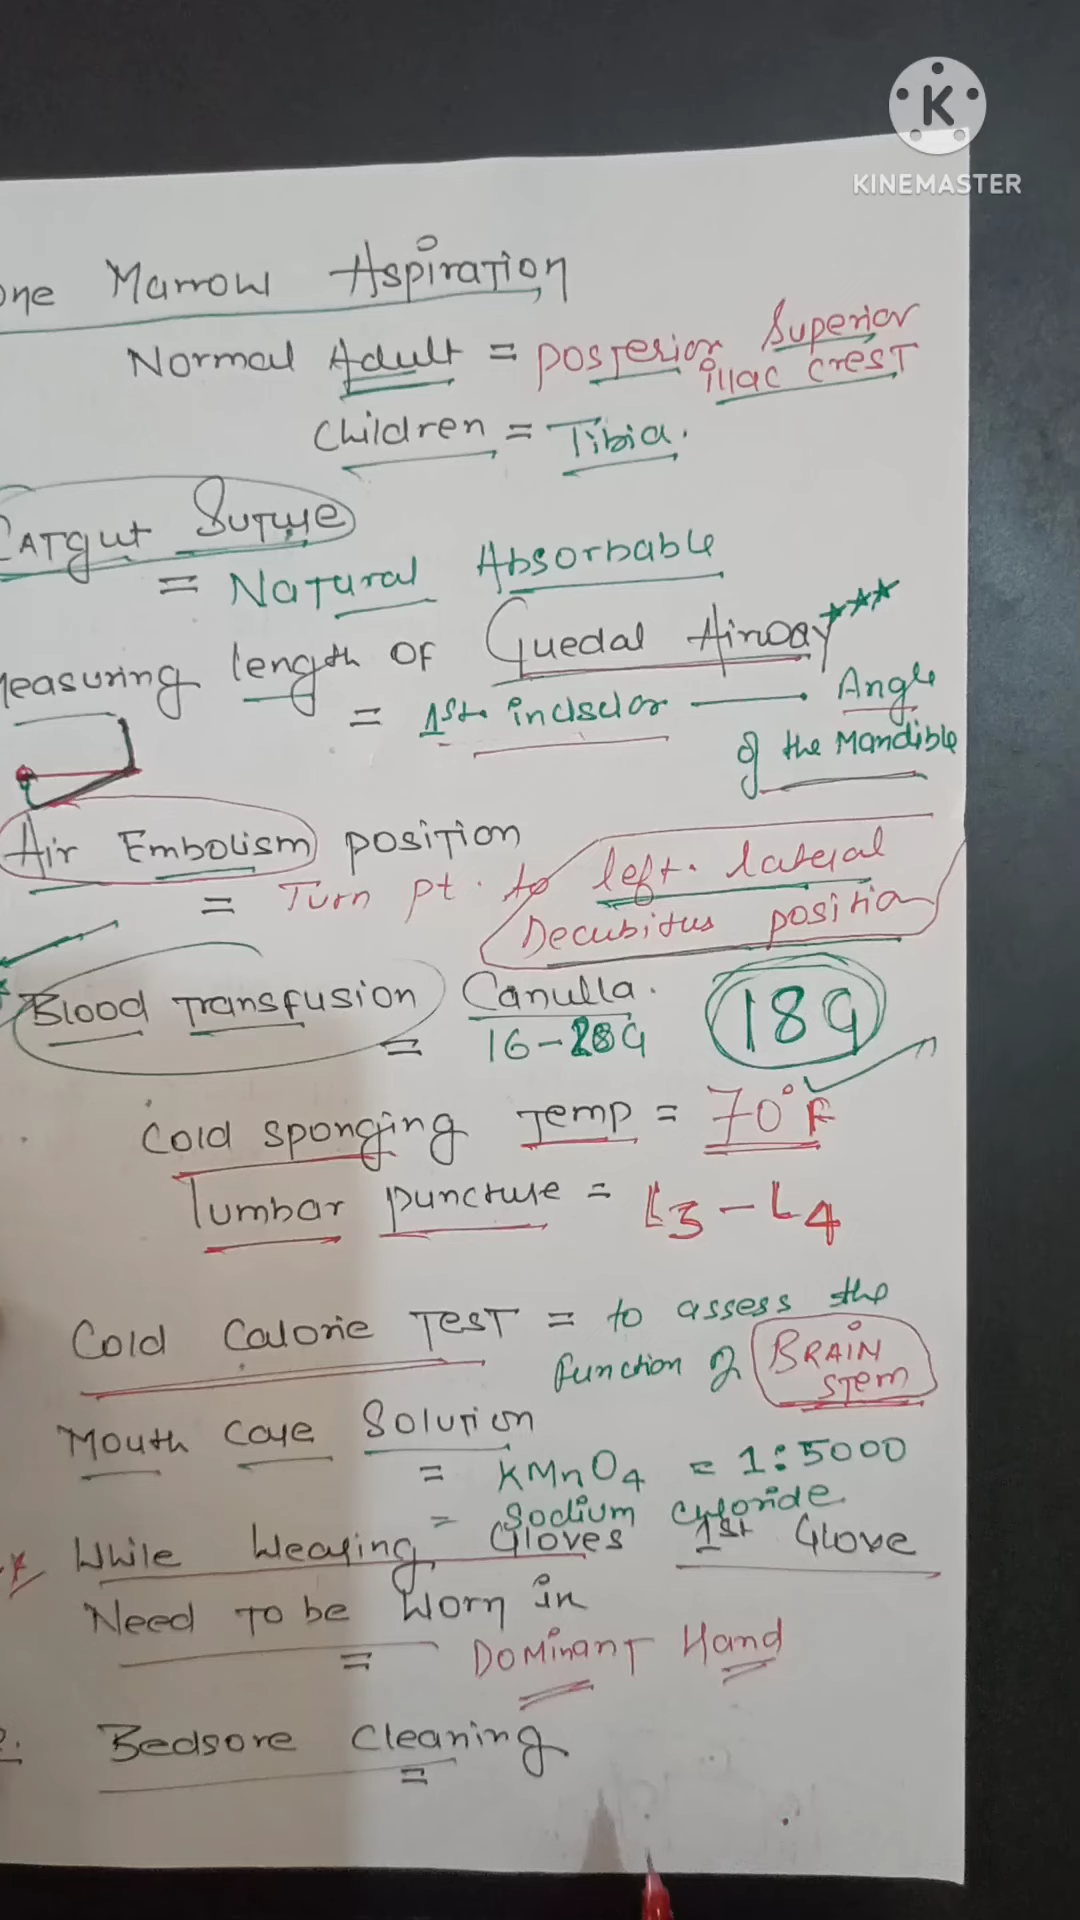 K
KINEMASTER
one Marrow Aspiration
Normal Adult = Posterior Superior
illac crest
Children = Tibia.
Catgut Suture
= Natural Absorbable
Measuring length of Guedal Airway ***
= 1st incisdor — Angle
of the Mandible
Air Embolism position
= Turn pt. to left lateral
Decubitus position
Blood Transfusion Canulla.
= 16-18G 18G
Cold sponging Temp = 70°F
Lumbar puncture = L3-L4
Cold Calorie Test = to assess the
function of BRAIN
STEM
Mouth Care Solution
= KMnO4 = 1:5000
= Sodium chloride
* While Wearing Gloves 1st Glove
Need To be Worn in
= Dominant Hand
Bedsore Cleaning
=